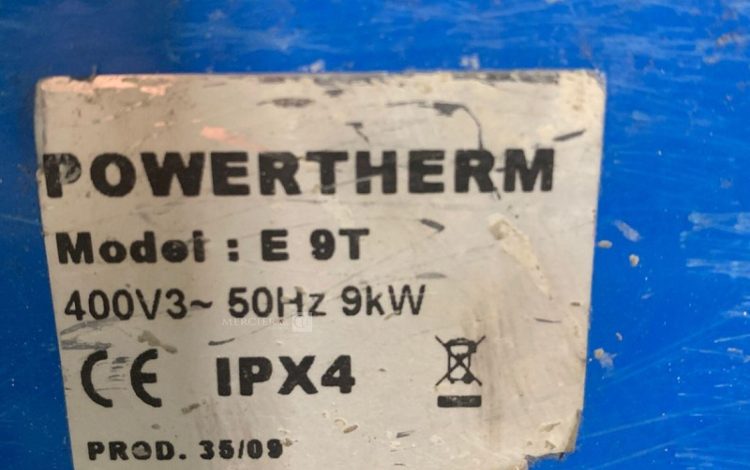 POWERTHERM
Model : E 9T
400V3~ 50Hz 9kW
CE IPX4
PROD. 35/09